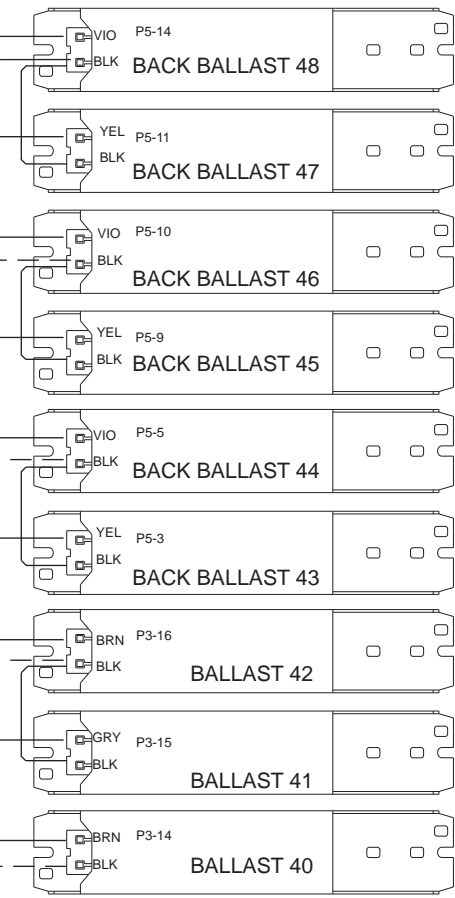 VIO P5-14
BLK BACK BALLAST 48
YEL P5-11
BLK BACK BALLAST 47
VIO P5-10
BLK BACK BALLAST 46
YEL P5-9
BLK BACK BALLAST 45
VIO P5-5
BLK BACK BALLAST 44
YEL P5-3
BLK BACK BALLAST 43
BRN P3-16
BLK BALLAST 42
GRY P3-15
BLK BALLAST 41
BRN P3-14
BLK BALLAST 40